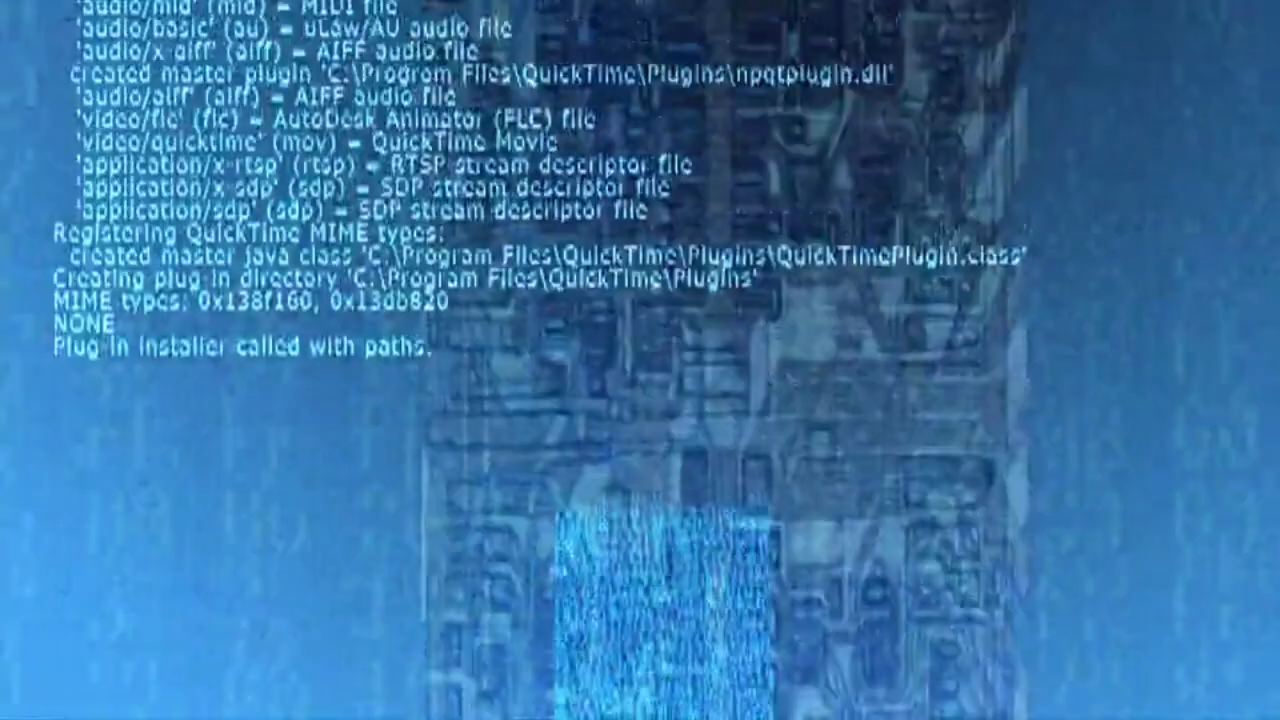 'audio/mid' (mid) = MIDI file
'audio/basic' (au) = uLaw/AU audio file
'audio/x-aiff' (aiff) = AIFF audio file
created master plugin 'C:\Program Files\QuickTime\Plugins\npqtplugin.dll'
'audio/aiff' (aiff) = AIFF audio file
'video/flc' (flc) = AutoDesk Animator (FLC) file
'video/quicktime' (mov) = QuickTime Movie
'application/x-rtsp' (rtsp) = RTSP stream descriptor file
'application/x-sdp' (sdp) = SDP stream descriptor file
'application/sdp' (sdp) = SDP stream descriptor file
Registering QuickTime MIME types:
created master java class 'C:\Program Files\QuickTime\Plugins\QuickTimePlugin.class'
Creating plug-in directory 'C:\Program Files\QuickTime\Plugins'
MIME types: 0x138f160, 0x13db820
NONE
Plug-in installer called with paths.